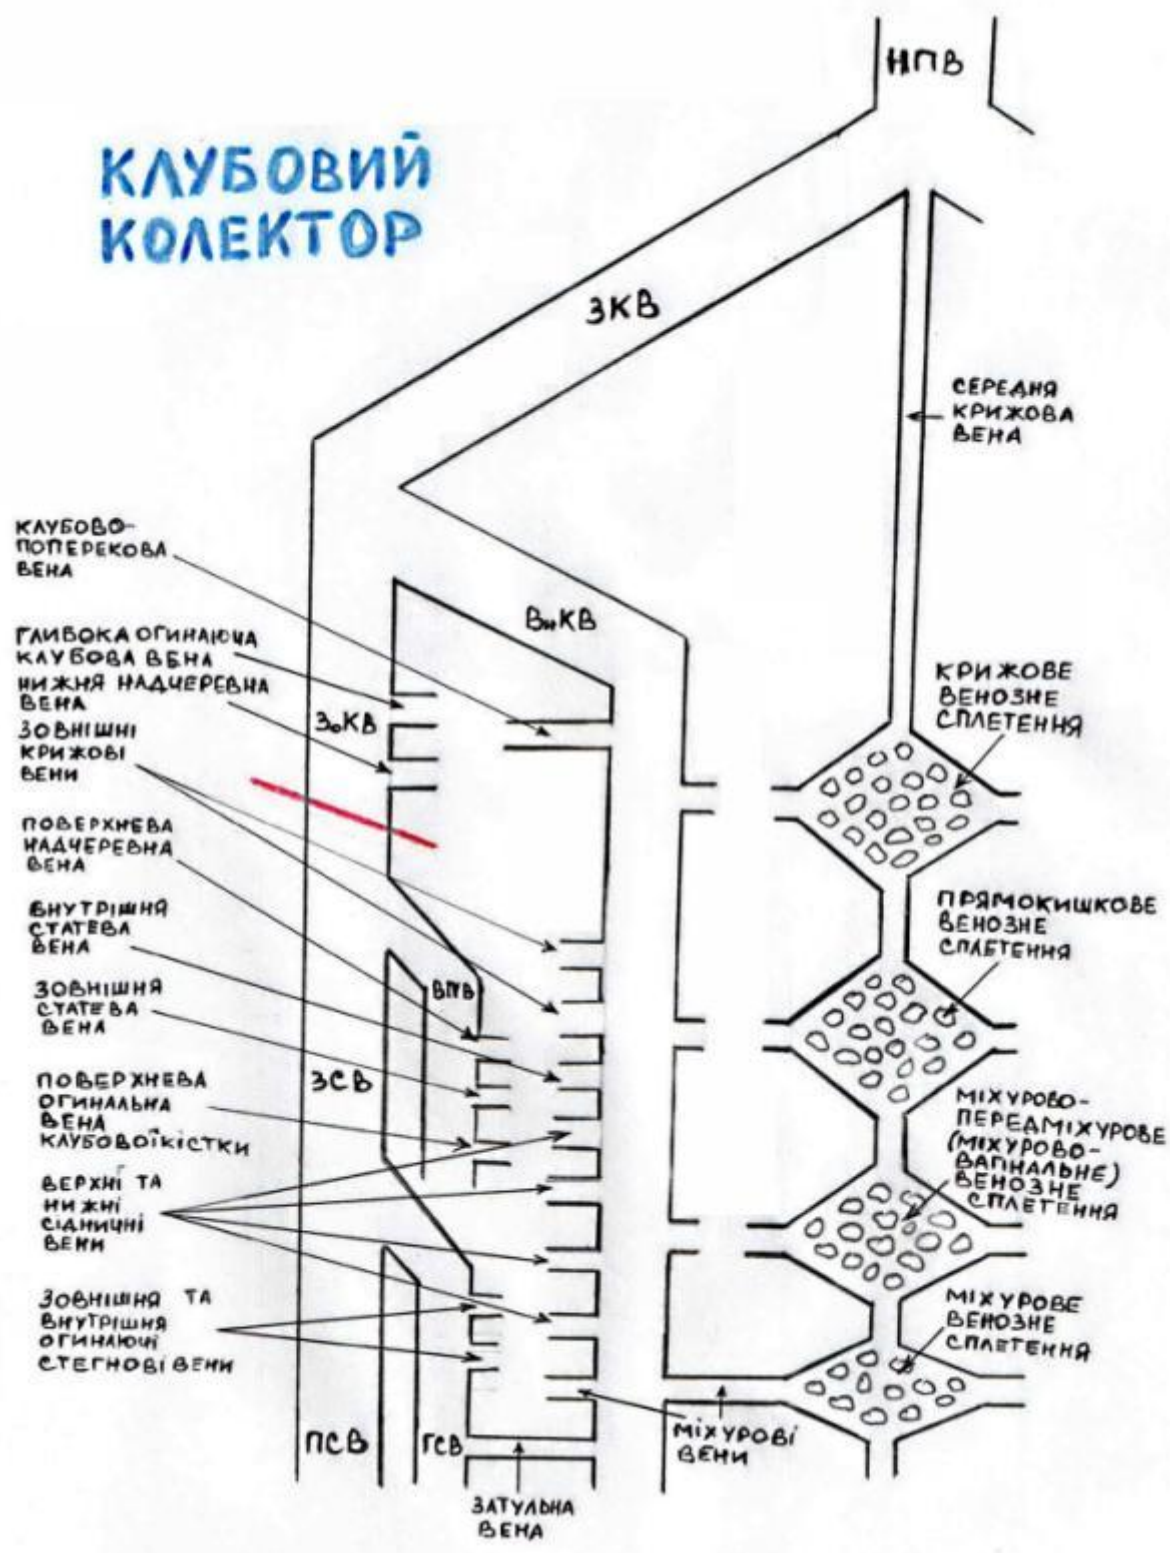 НПВ
КЛУБОВИЙ
КОЛЕКТОР
ЗКВ
СЕРЕДНЯ
КРИЖОВА
ВЕНА
КЛУБОВО-
ПОПЕРЕКОВА
ВЕНА
ВнКВ
ГЛИБОКА ОГИНАЮЧА
КЛУБОВА ВЕНА
НИЖНЯ НАДЧЕРЕВНА
ВЕНА
ЗоКВ
ЗОВНІШНІ
КРИЖОВІ
ВЕНИ
КРИЖОВЕ
ВЕНОЗНЕ
СПЛЕТЕННЯ
ПОВЕРХНЕВА
НАДЧЕРЕВНА
ВЕНА
ВНУТРІШНЯ
СТАТЕВА
ВЕНА
ПРЯМОКИШКОВЕ
ВЕНОЗНЕ
СПЛЕТЕННЯ
ВПВ
ЗОВНІШНЯ
СТАТЕВА
ВЕНА
ЗСВ
ПОВЕРХНЕВА
ОГИНАЛЬНА
ВЕНА
КЛУБОВОЇ КІСТКИ
МІХУРОВО-
ПЕРЕДМІХУРОВЕ
(МІХУРОВО-
ВАГІНАЛЬНЕ)
ВЕНОЗНЕ
СПЛЕТЕННЯ
ВЕРХНІ ТА
НИЖНІ
СІДНИЧНІ
ВЕНИ
ЗОВНІШНЯ ТА
ВНУТРІШНЯ
ОГИНАЮЧІ
СТЕГНОВІ ВЕНИ
МІХУРОВЕ
ВЕНОЗНЕ
СПЛЕТЕННЯ
ПСВ
ГСВ
МІХУРОВІ
ВЕНИ
ЗАТУЛЬНА
ВЕНА